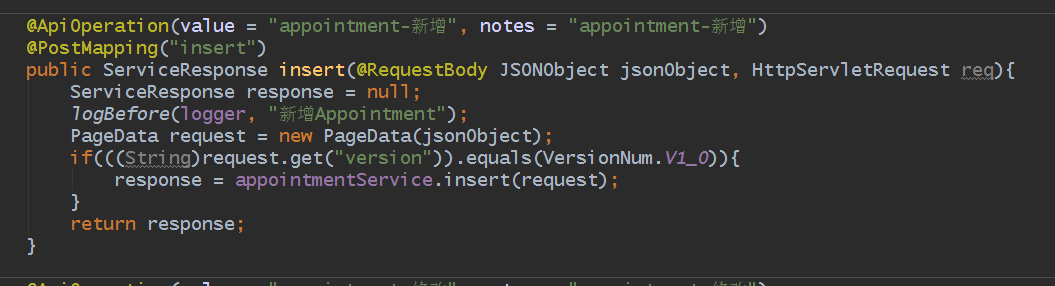 @ApiOperation(value = "appointment-新增", notes = "appointment-新增")
@PostMapping("insert")
public ServiceResponse insert(@RequestBody JSONObject jsonObject, HttpServletRequest req){
    ServiceResponse response = null;
    logBefore(logger, "新增Appointment");
    PageData request = new PageData(jsonObject);
    if(((String)request.get("version")).equals(VersionNum.V1_0)){
        response = appointmentService.insert(request);
    }
    return response;
}